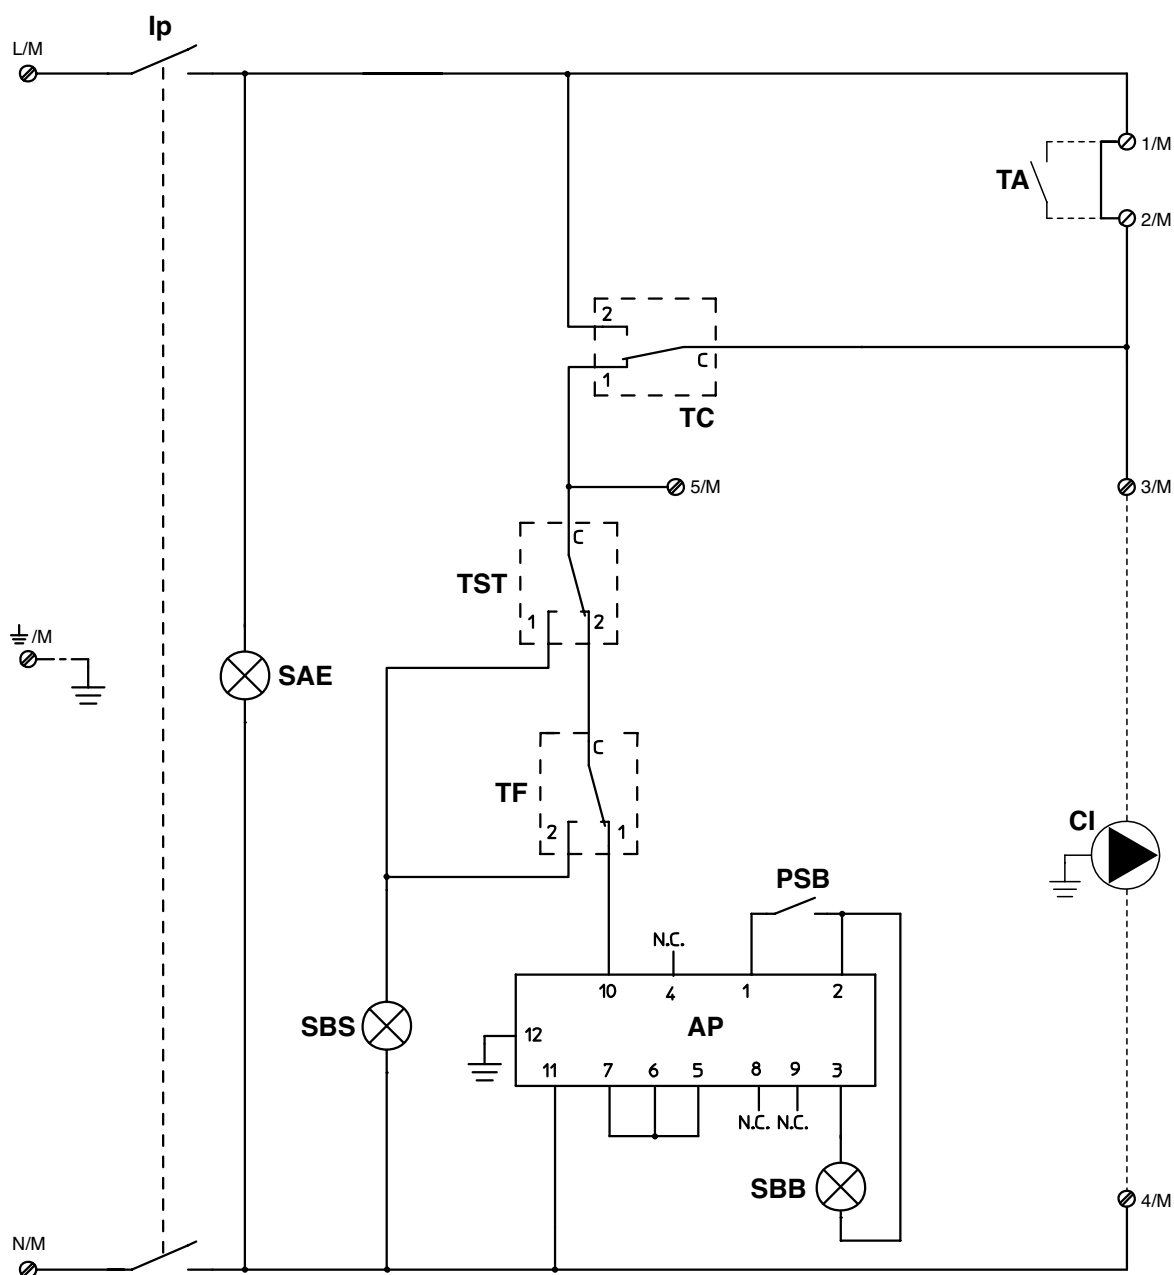 Ip
L/M
1/M
TA
2/M
2
C
1
TC
5/M
3/M
C
TST
1
2
/M
SAE
C
TF
2
1
CI
PSB
N.C.
10
4
1
2
SBS
12
AP
11
7
6
5
8
9
3
N.C.
N.C.
SBB
4/M
N/M